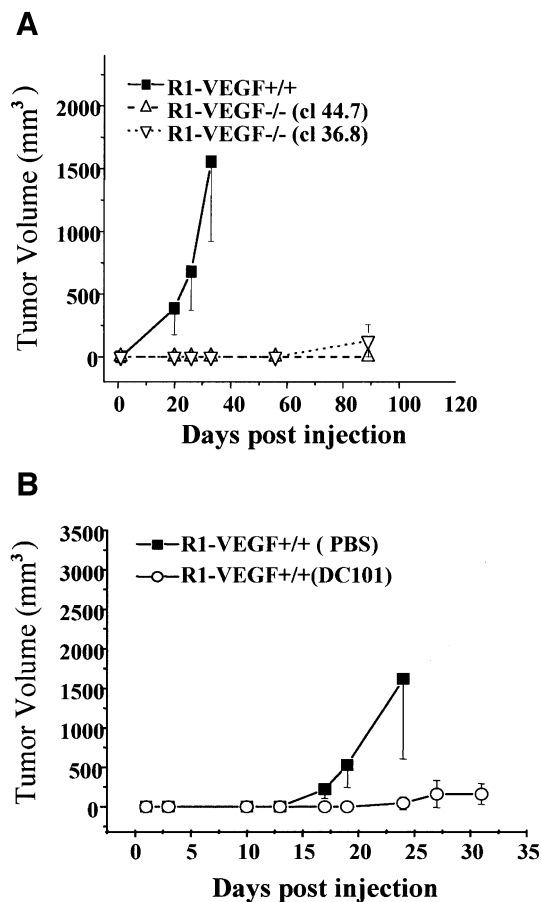 A
R1-VEGF+/+
R1-VEGF-/- (cl 44.7)
R1-VEGF-/- (cl 36.8)
Tumor Volume (mm³)
2000
1500
1000
500
0
0 20 40 60 80 100 120
Days post injection
B
R1-VEGF+/+ ( PBS)
R1-VEGF+/+(DC101)
Tumor Volume (mm³)
3500
3000
2500
2000
1500
1000
500
0
0 5 10 15 20 25 30 35
Days post injection